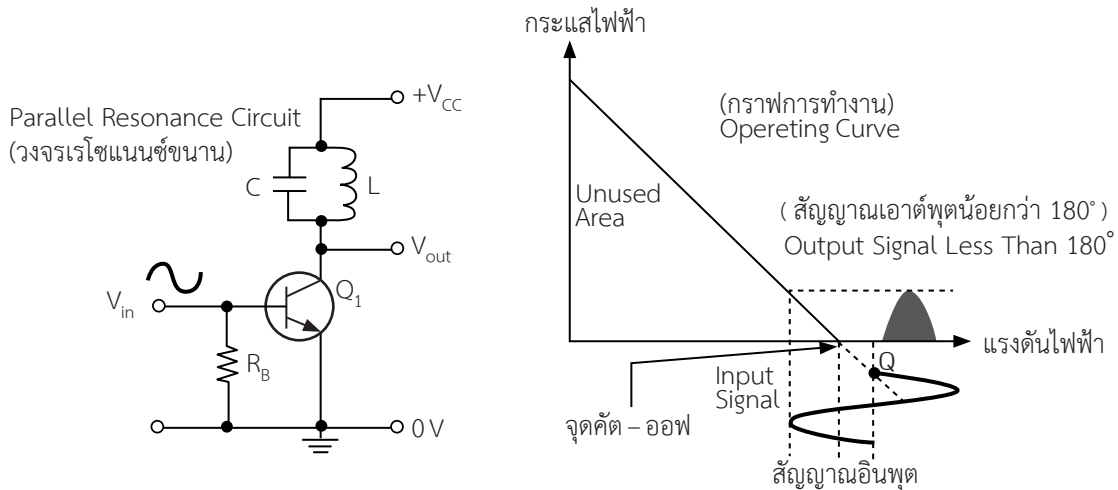 Parallel Resonance Circuit
(วงจรเรโซแนนซ์ขนาน)
+V_CC
C
L
V_out
V_in
Q_1
R_B
0 V
กระแสไฟฟ้า
(กราฟการทำงาน)
Opereting Curve
Unused
Area
( สัญญาณเอาต์พุตน้อยกว่า 180° )
Output Signal Less Than 180°
แรงดันไฟฟ้า
Q
Input
Signal
จุดคัต – ออฟ
สัญญาณอินพุต